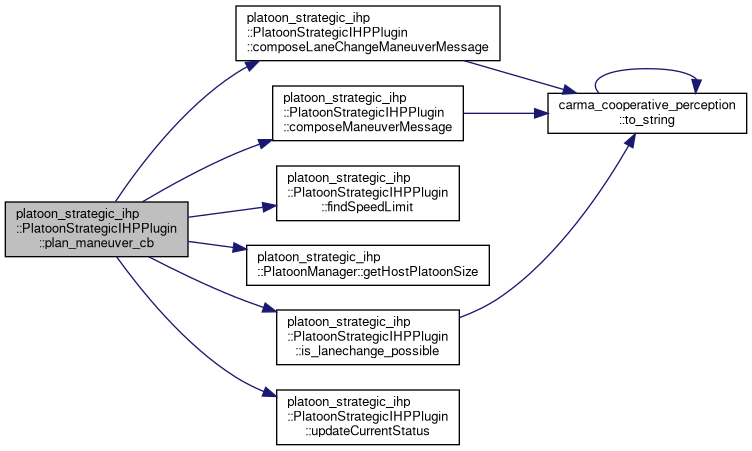 platoon_strategic_ihp
::PlatoonStrategicIHPPlugin
::composeLaneChangeManeuverMessage
platoon_strategic_ihp
::PlatoonStrategicIHPPlugin
::composeManeuverMessage
carma_cooperative_perception
::to_string
platoon_strategic_ihp
::PlatoonStrategicIHPPlugin
::findSpeedLimit
platoon_strategic_ihp
::PlatoonStrategicIHPPlugin
::plan_maneuver_cb
platoon_strategic_ihp
::PlatoonManager::getHostPlatoonSize
platoon_strategic_ihp
::PlatoonStrategicIHPPlugin
::is_lanechange_possible
platoon_strategic_ihp
::PlatoonStrategicIHPPlugin
::updateCurrentStatus